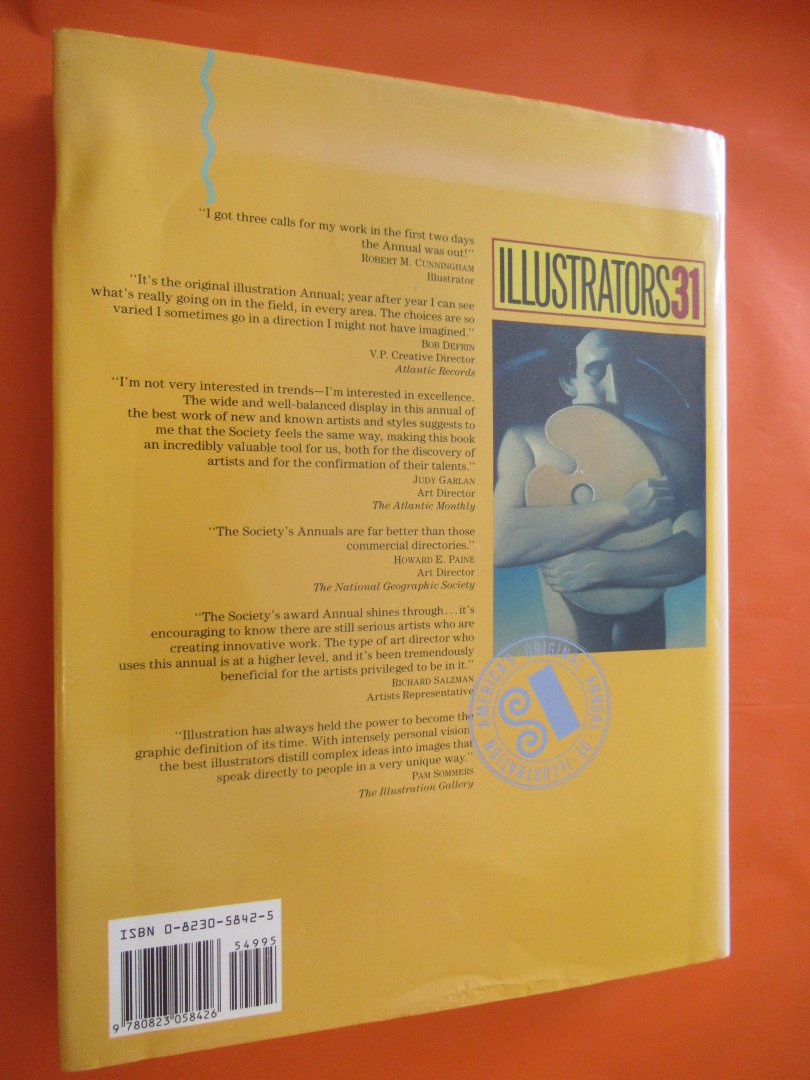 "I got three calls for my work in the first two days
the Annual was out!"
ROBERT M. CUNNINGHAM
Illustrator
"It's the original illustration Annual; year after year I can see
what's really going on in the field, in every area. The choices are so
varied I sometimes go in a direction I might not have imagined."
BOB DEFRIN
V.P. Creative Director
Atlantic Records
"I'm not very interested in trends—I'm interested in excellence.
The wide and well-balanced display in this annual of
the best work of new and known artists and styles suggests to
me that the Society feels the same way, making this book
an incredibly valuable tool for us, both for the discovery of
artists and for the confirmation of their talents."
JUDY GARLAN
Art Director
The Atlantic Monthly
"The Society's Annuals are far better than those
commercial directories."
HOWARD E. PAINE
Art Director
The National Geographic Society
"The Society's award Annual shines through...it's
encouraging to know there are still serious artists who are
creating innovative work. The type of art director who
uses this annual is at a higher level, and it's been tremendously
beneficial for the artists privileged to be in it."
RICHARD SALZMAN
Artists Representative
"Illustration has always held the power to become the
graphic definition of its time. With intensely personal vision
the best illustrators distill complex ideas into images that
speak directly to people in a very unique way."
PAM SOMMERS
The Illustration Gallery
ILLUSTRATORS 31
AMERICA'S ORIGINAL ANNUAL OF ILLUSTRATION
SI
ISBN 0-8230-5842-5
54995
9 780823 058426